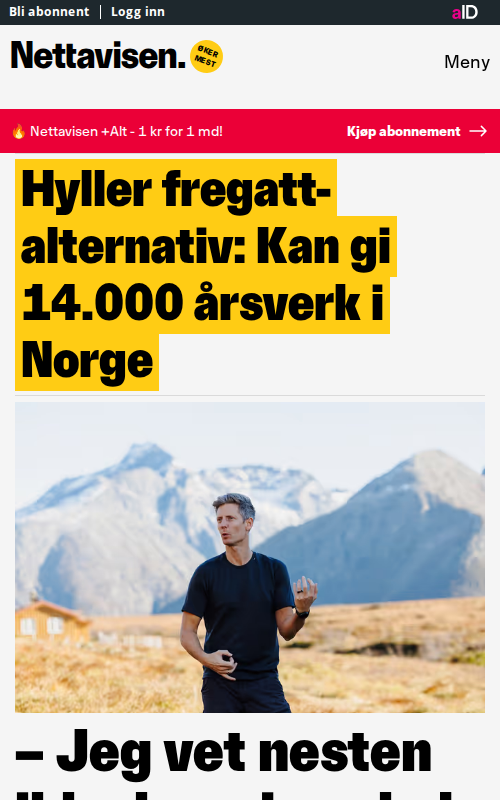 Bli abonnent | Logg inn
aID
Nettavisen.
ØKER
MEST
Meny
Nettavisen +Alt - 1 kr for 1 md!
Kjøp abonnement →
Hyller fregatt-
alternativ: Kan gi
14.000 årsverk i
Norge
– Jeg vet nesten